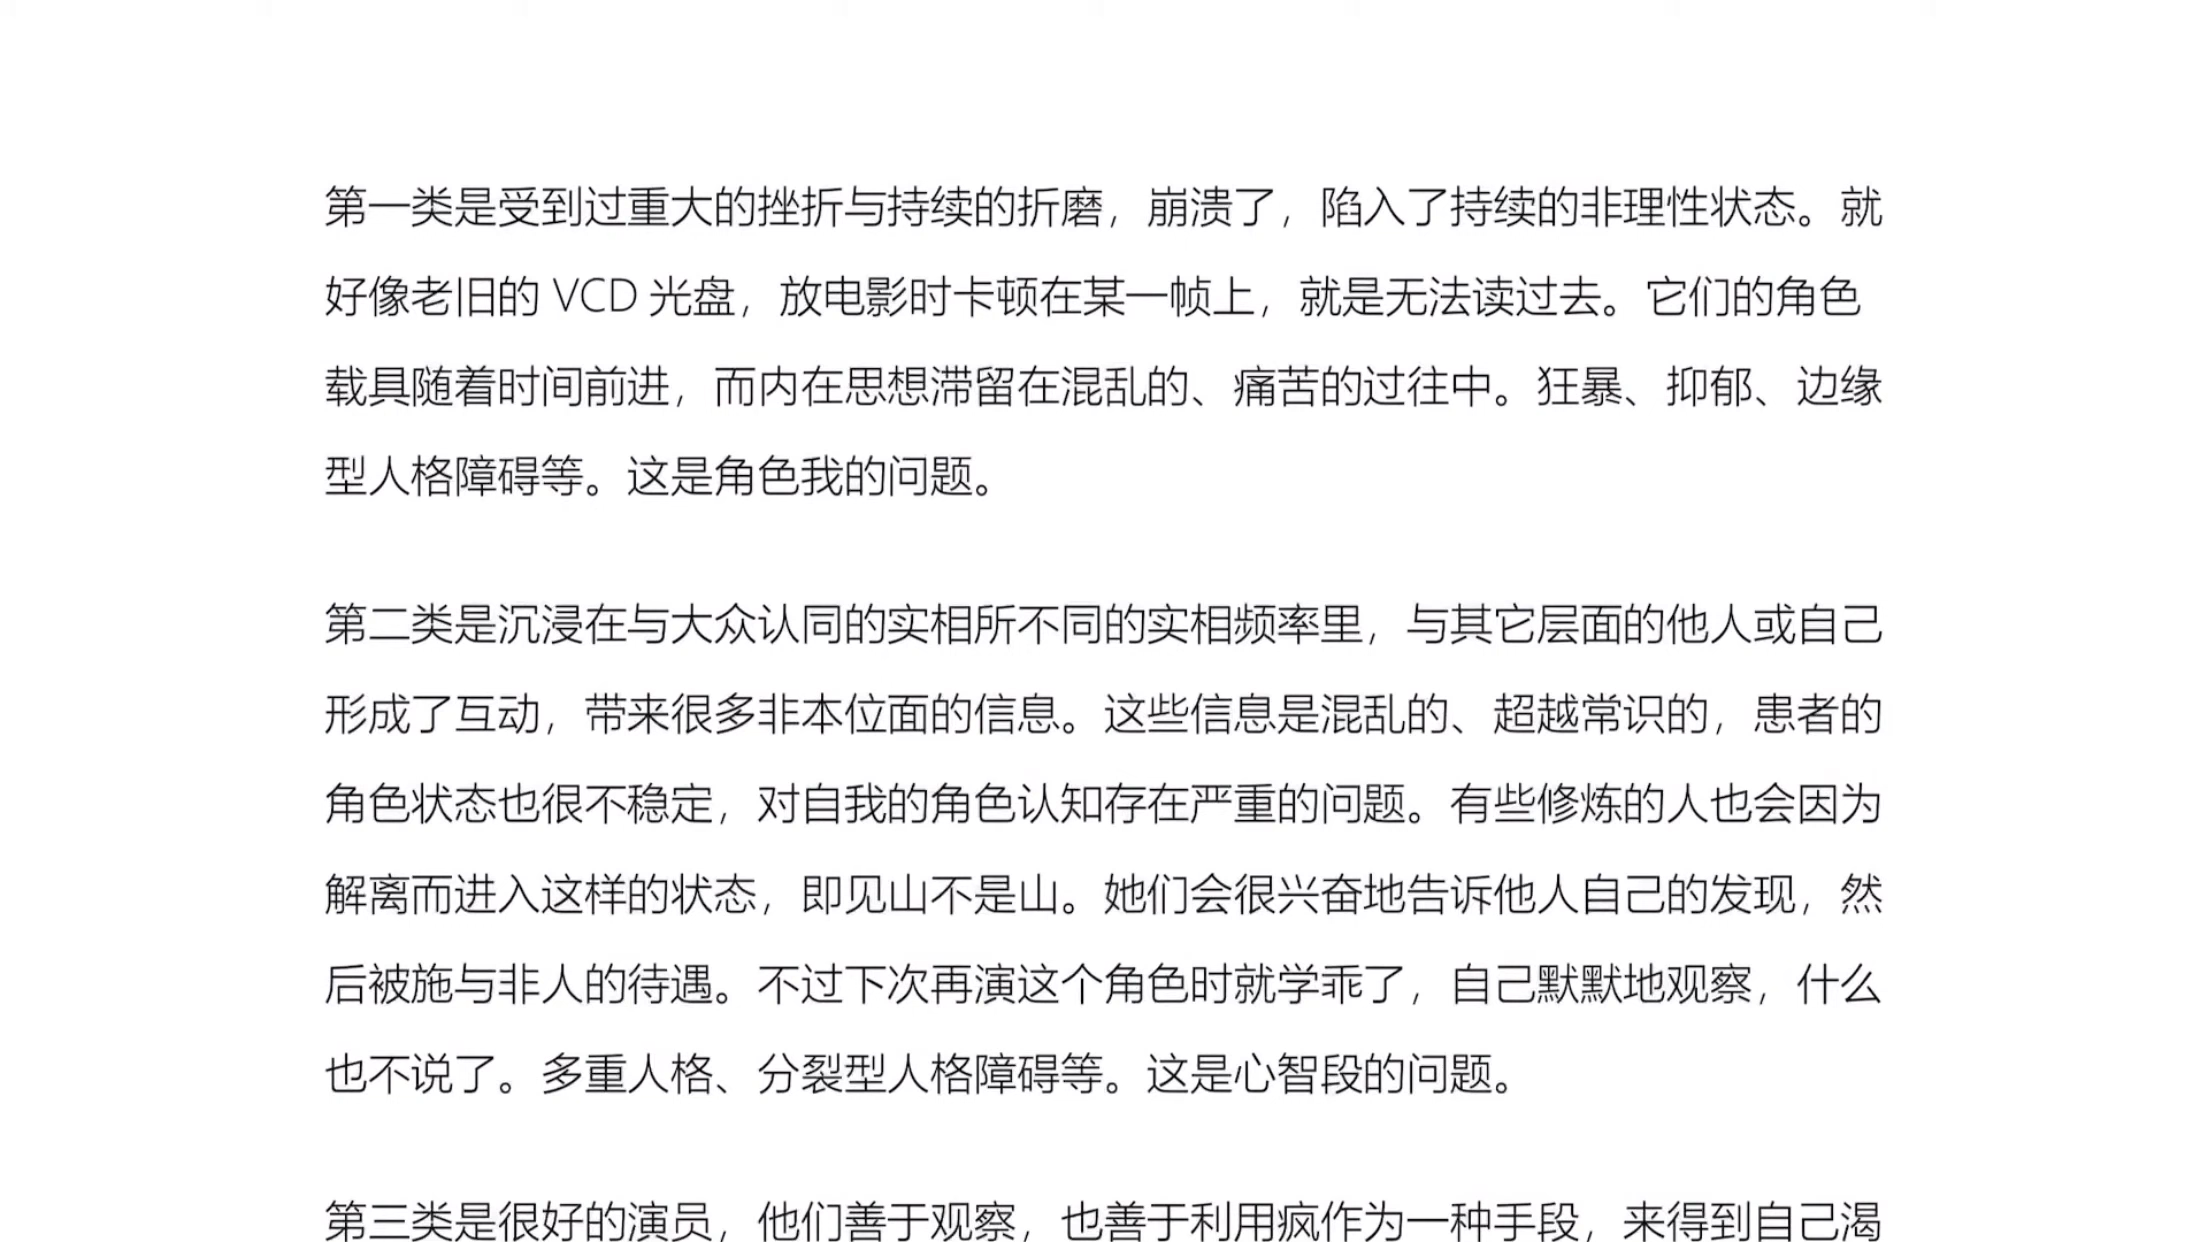 第一类是受到过重大的挫折与持续的折磨，崩溃了，陷入了持续的非理性状态。就
好像老旧的 VCD 光盘，放电影时卡顿在某一帧上，就是无法读过去。它们的角色
载具随着时间前进，而内在思想滞留在混乱的、痛苦的过往中。狂暴、抑郁、边缘
型人格障碍等。这是角色我的问题。
第二类是沉浸在与大众认同的实相所不同的实相频率里，与其它层面的他人或自己
形成了互动，带来很多非本位面的信息。这些信息是混乱的、超越常识的，患者的
角色状态也很不稳定，对自我的角色认知存在严重的问题。有些修炼的人也会因为
解离而进入这样的状态，即见山不是山。她们会很兴奋地告诉他人自己的发现，然
后被施与非人的待遇。不过下次再演这个角色时就学乖了，自己默默地观察，什么
也不说了。多重人格、分裂型人格障碍等。这是心智段的问题。
第三类是很好的演员，他们善于观察，也善于利用疯作为一种手段，来得到自己渴